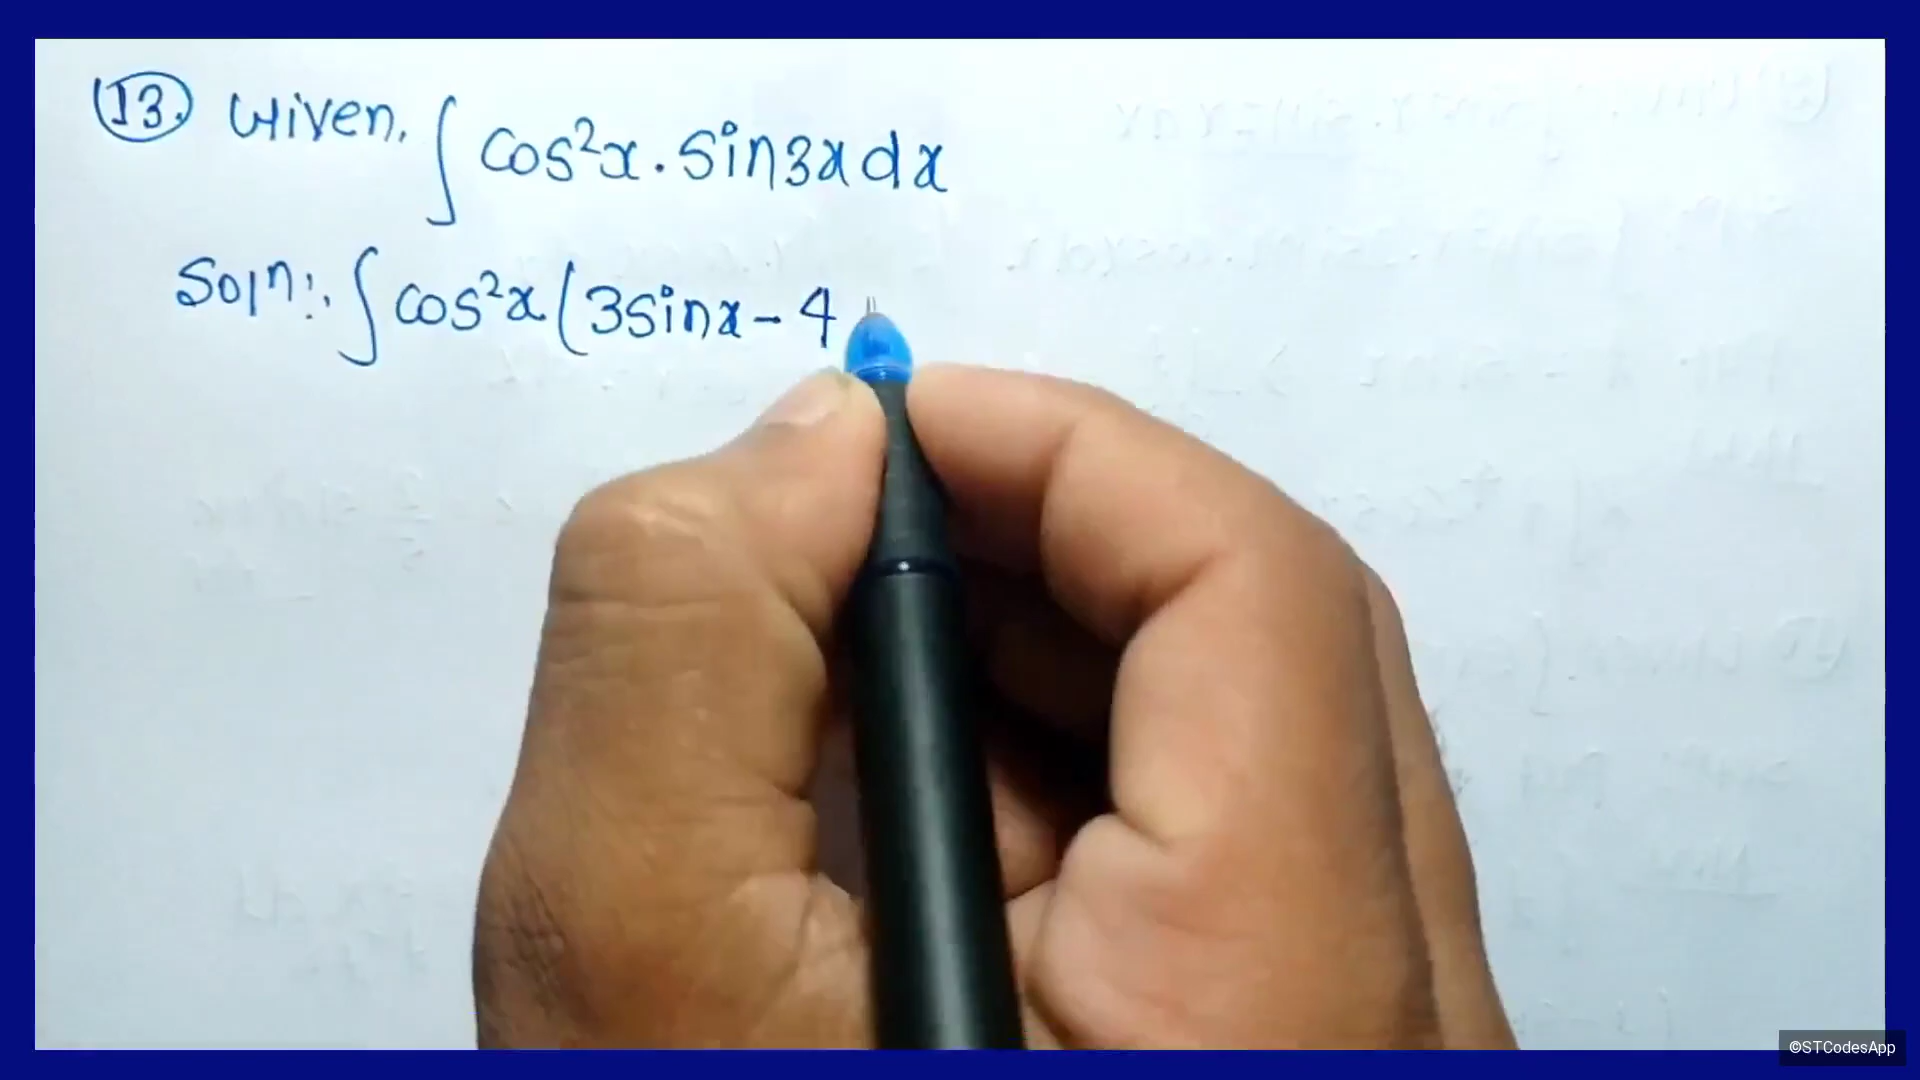 13. Given, ∫ cos²x . sin3x dx
Soln:. ∫ cos²x (3sinx - 4
©STCodesApp